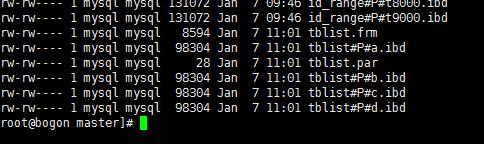 rw-rw---- 1 mysql mysql 131072 Jan 7 09:46 id_range#P#t8000.ibd
rw-rw---- 1 mysql mysql 131072 Jan 7 09:46 id_range#P#t9000.ibd
rw-rw---- 1 mysql mysql 8594 Jan 7 11:01 tblist.frm
rw-rw---- 1 mysql mysql 98304 Jan 7 11:01 tblist#P#a.ibd
rw-rw---- 1 mysql mysql 28 Jan 7 11:01 tblist.par
rw-rw---- 1 mysql mysql 98304 Jan 7 11:01 tblist#P#b.ibd
rw-rw---- 1 mysql mysql 98304 Jan 7 11:01 tblist#P#c.ibd
rw-rw---- 1 mysql mysql 98304 Jan 7 11:01 tblist#P#d.ibd
root@bogon master]#